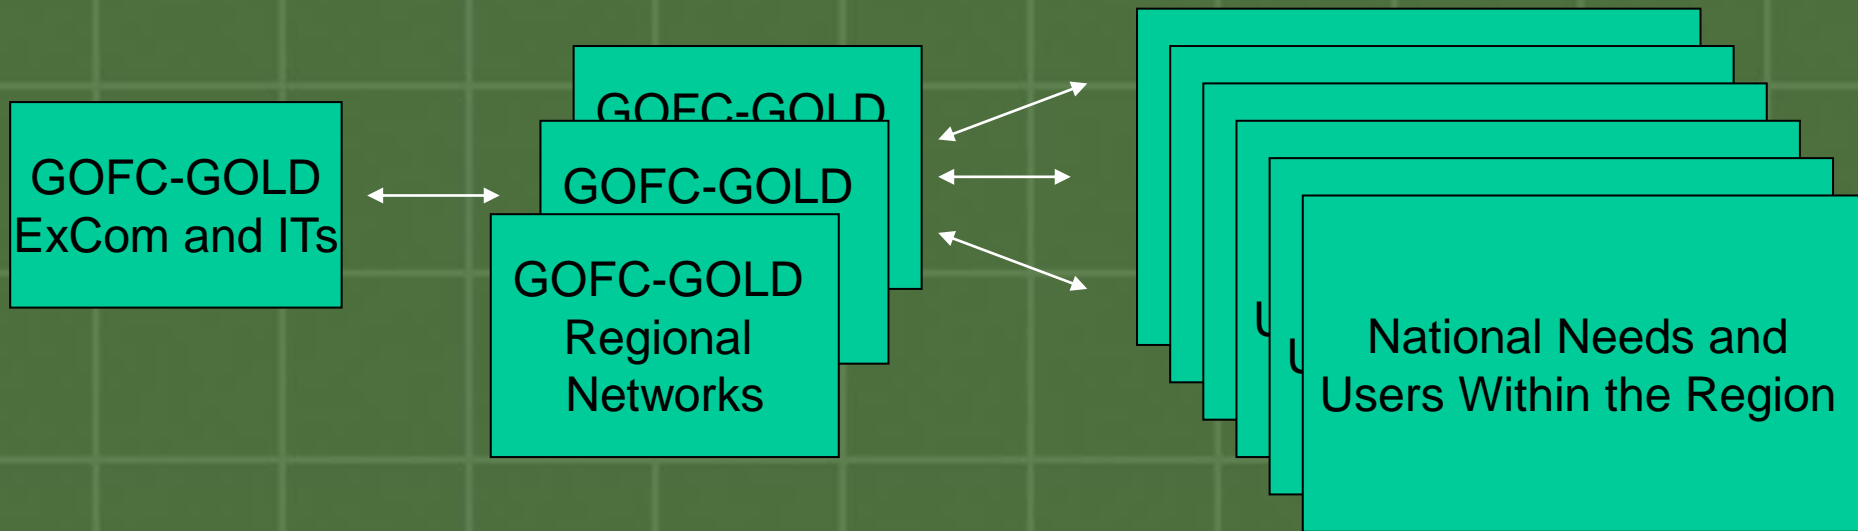 GOFC-GOLD
ExCom and ITs
GOFC-GOLD
GOFC-GOLD
GOFC-GOLD
Regional
Networks
National Needs and
Users Within the Region